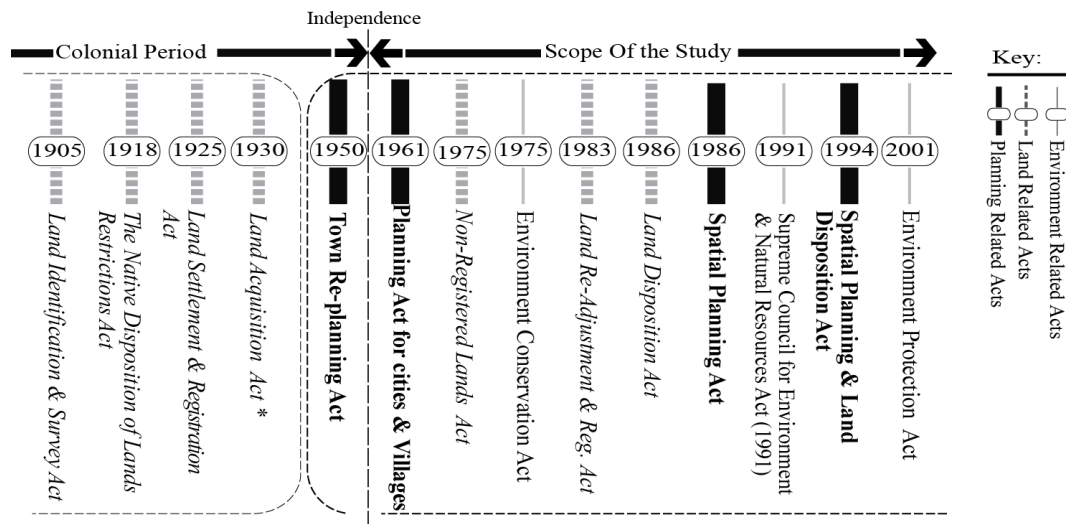 Independence
Colonial Period
Scope Of the Study
Key:
1905
1918
1925
1930
1950
1961
1975
1975
1983
1986
1986
1991
1994
2001
Land Identification & Survey Act
The Native Disposition of Lands
Restrictions Act
Land Settlement & Registration
Act
Land Acquisition Act *
Town Re-planning Act
Planning Act for cities & Villages
Non-Registered Lands Act
Environment Conservation Act
Land Re-Adjustment & Reg. Act
Land Disposition Act
Spatial Planning Act
Supreme Council for Environment
& Natural Resources Act (1991)
Spatial Planning & Land
Disposition Act
Environment Protection Act
Environment Related Acts
Land Related Acts
Planning Related Acts